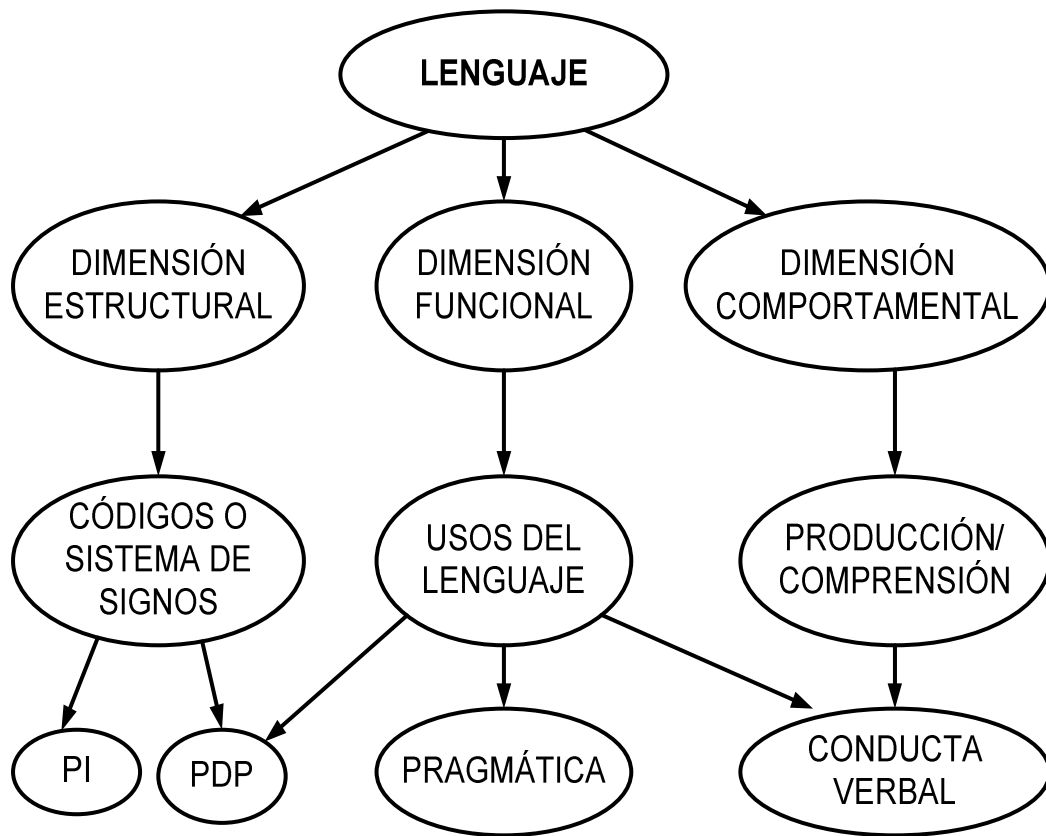 LENGUAJE
DIMENSIÓN
ESTRUCTURAL
DIMENSIÓN
FUNCIONAL
DIMENSIÓN
COMPORTAMENTAL
CÓDIGOS O
SISTEMA DE
SIGNOS
USOS DEL
LENGUAJE
PRODUCCIÓN/
COMPRENSIÓN
PI
PDP
PRAGMÁTICA
CONDUCTA
VERBAL